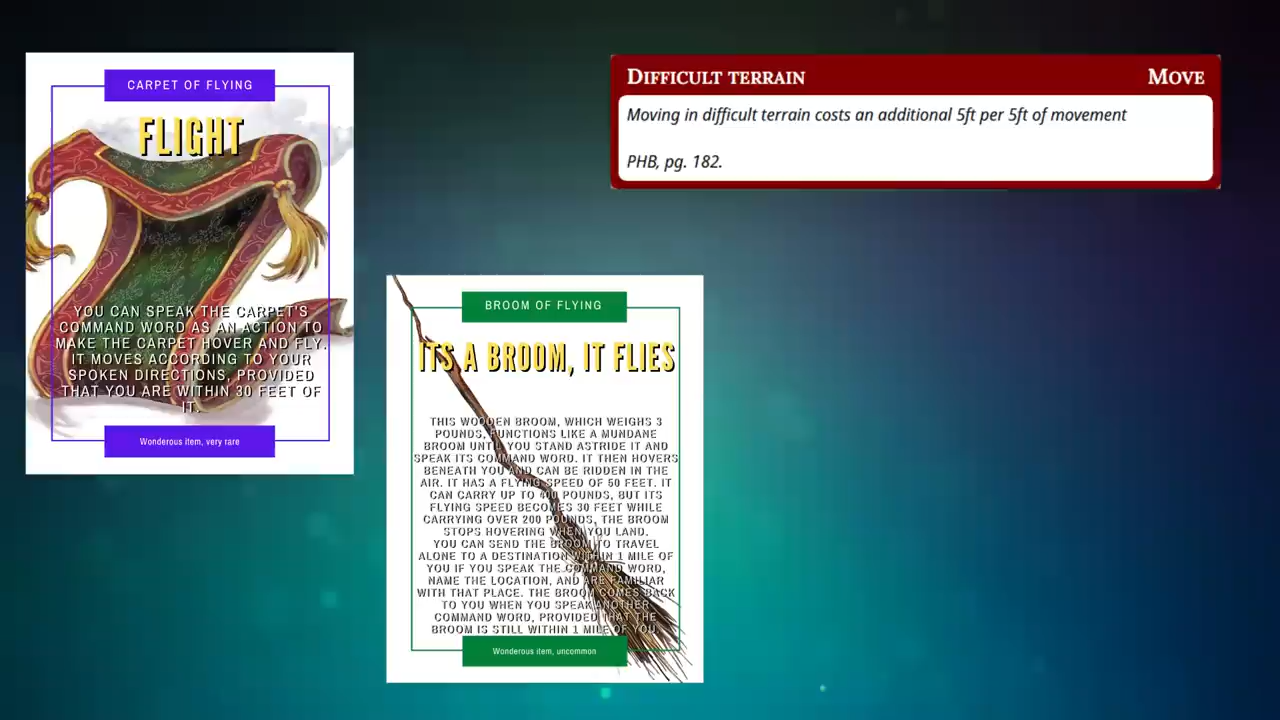 CARPET OF FLYING
FLIGHT
YOU CAN SPEAK THE CARPET'S
COMMAND WORD AS AN ACTION TO
MAKE THE CARPET HOVER AND FLY.
IT MOVES ACCORDING TO YOUR
SPOKEN DIRECTIONS, PROVIDED
THAT YOU ARE WITHIN 30 FEET OF
IT.
Wonderous item, very rare
DIFFICULT TERRAIN MOVE
Moving in difficult terrain costs an additional 5ft per 5ft of movement
PHB, pg. 182.
BROOM OF FLYING
ITS A BROOM, IT FLIES
THIS WOODEN BROOM, WHICH WEIGHS 3
POUNDS, FUNCTIONS LIKE A MUNDANE
BROOM UNTIL YOU STAND ASTRIDE IT AND
SPEAK ITS COMMAND WORD. IT THEN HOVERS
BENEATH YOU AND CAN BE RIDDEN IN THE
AIR. IT HAS A FLYING SPEED OF 50 FEET. IT
CAN CARRY UP TO 400 POUNDS, BUT ITS
FLYING SPEED BECOMES 30 FEET WHILE
CARRYING OVER 200 POUNDS. THE BROOM
STOPS HOVERING WHEN YOU LAND.
YOU CAN SEND THE BROOM TO TRAVEL
ALONE TO A DESTINATION WITHIN 1 MILE OF
YOU IF YOU SPEAK THE COMMAND WORD,
NAME THE LOCATION, AND ARE FAMILIAR
WITH THAT PLACE. THE BROOM COMES BACK
TO YOU WHEN YOU SPEAK ANOTHER
COMMAND WORD, PROVIDED THAT THE
BROOM IS STILL WITHIN 1 MILE OF YOU.
Wonderous item, uncommon